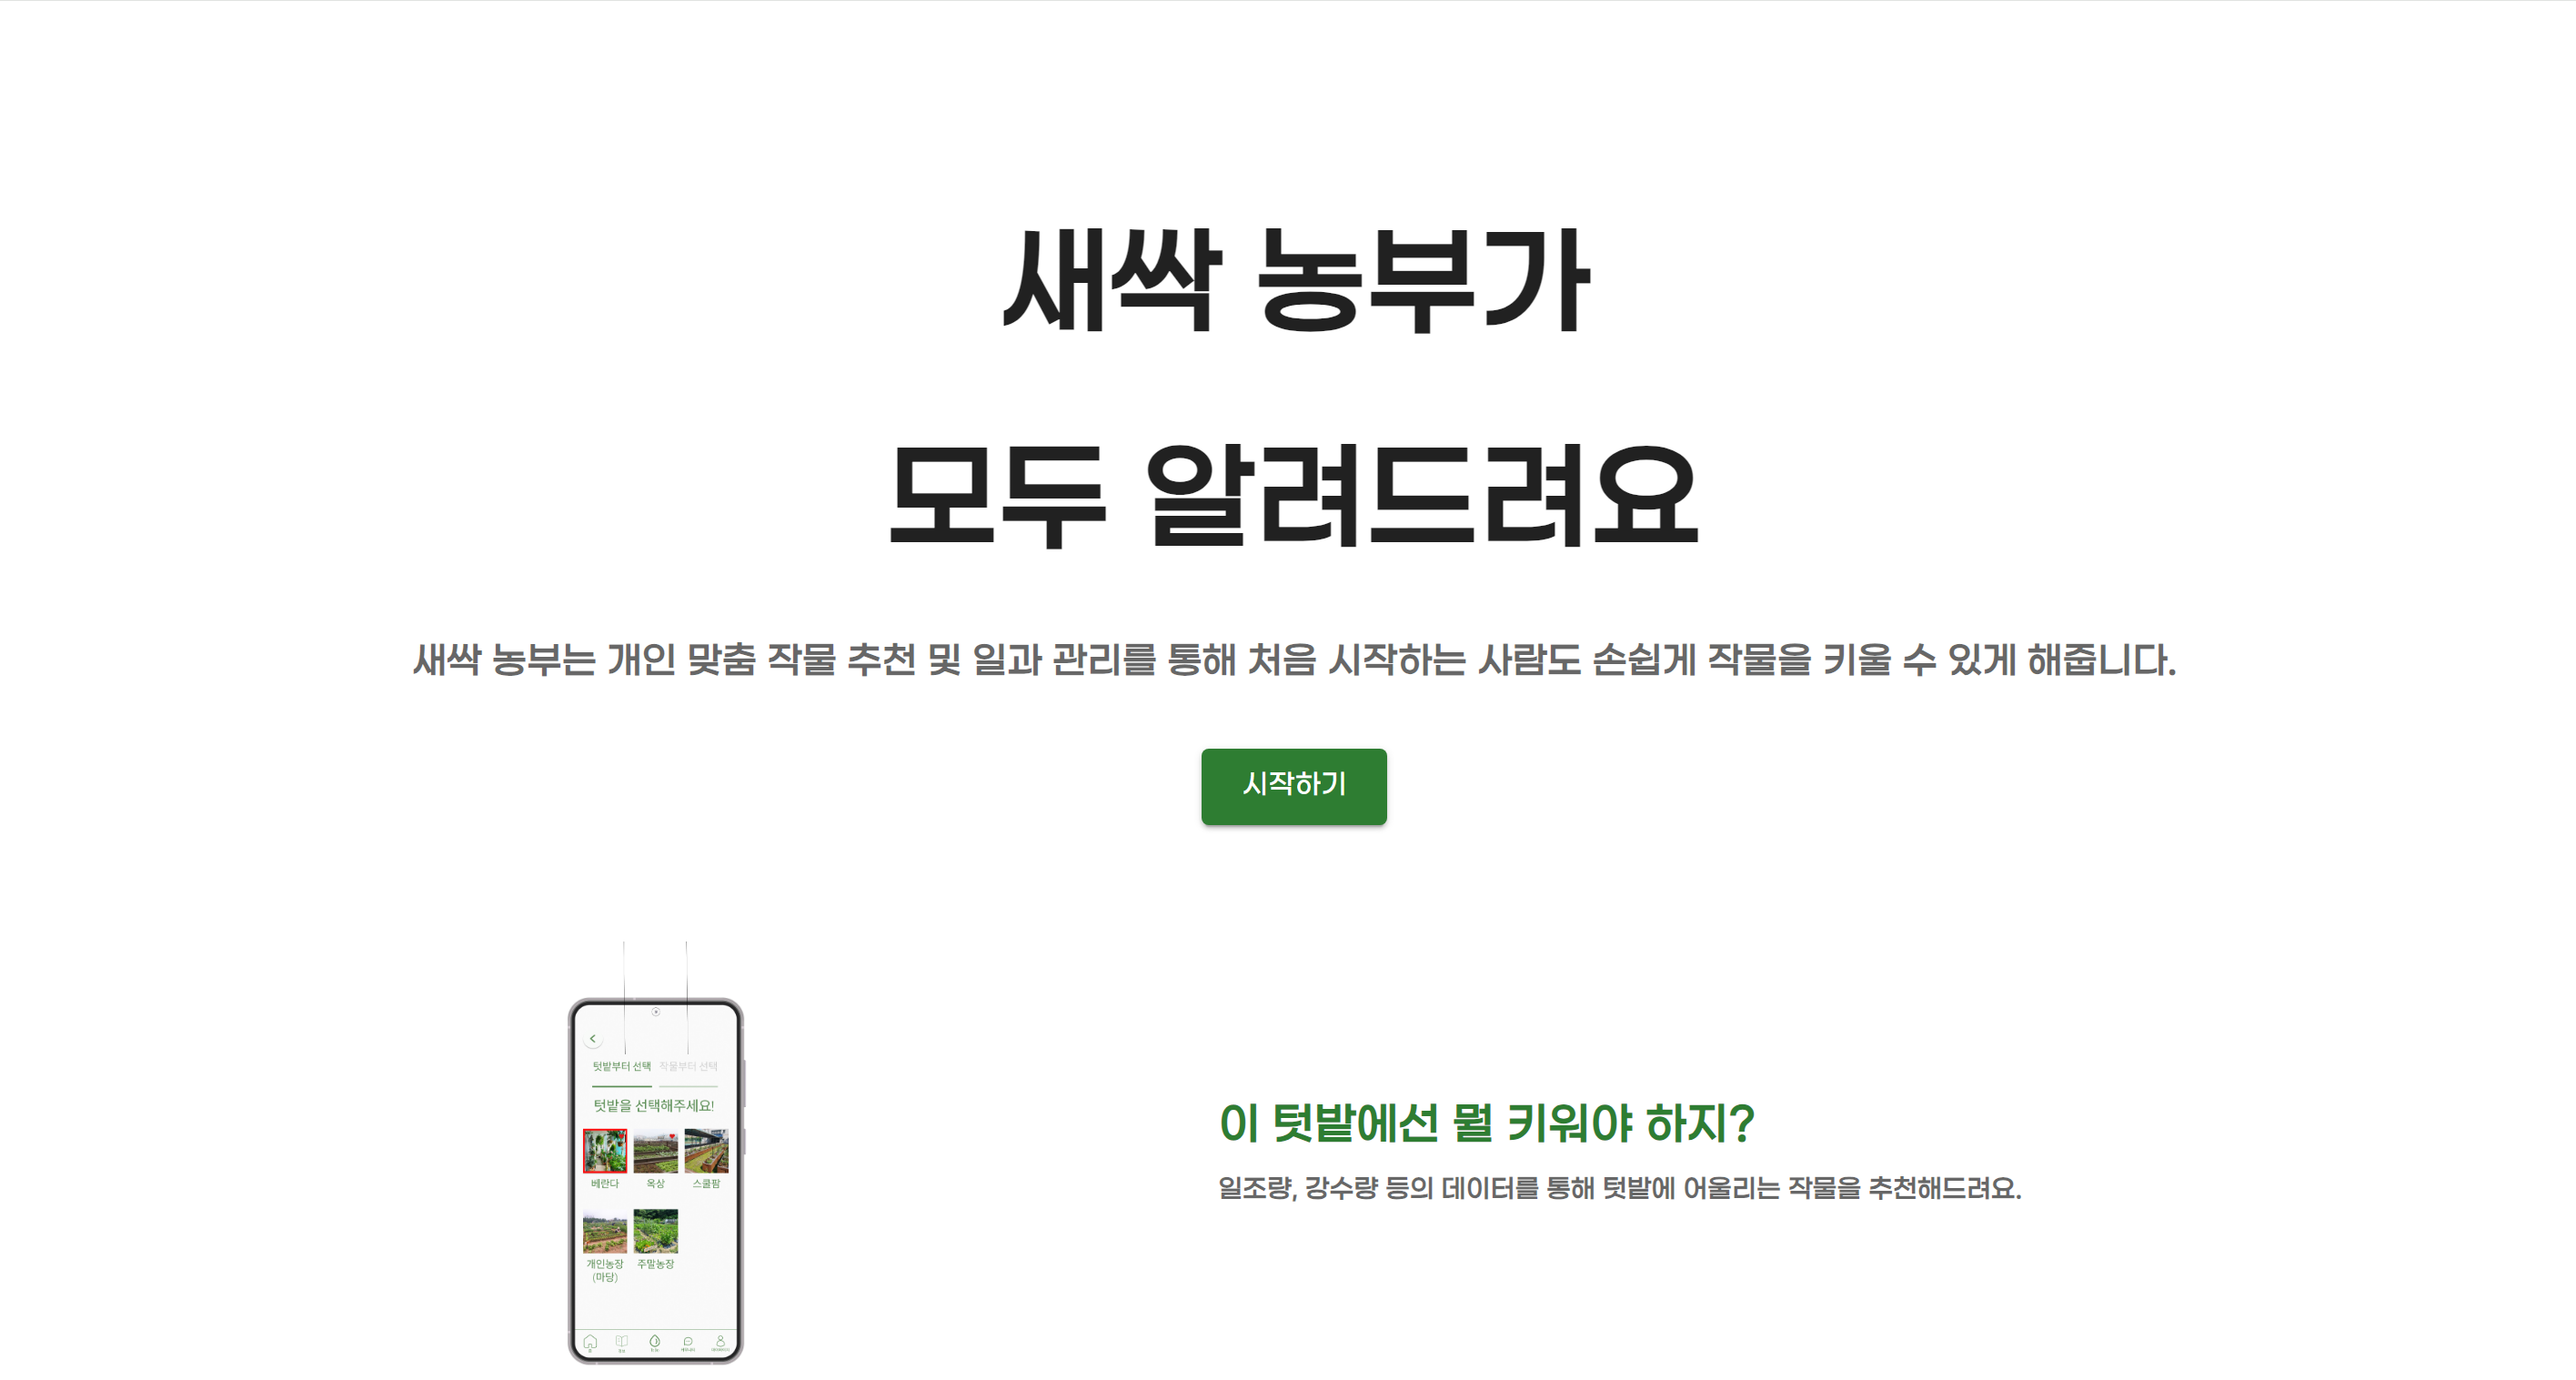 새싹 농부가
모두 알려드려요
새싹 농부는 개인 맞춤 작물 추천 및 일과 관리를 통해 처음 시작하는 사람도 손쉽게 작물을 키울 수 있게 해줍니다.
시작하기
텃밭부터 선택 작물부터 선택
텃밭을 선택해주세요!
베란다 옥상 스쿨팜
개인농장 주말농장
(마당)
이 텃밭에선 뭘 키워야 하지?
일조량, 강수량 등의 데이터를 통해 텃밭에 어울리는 작물을 추천해드려요.